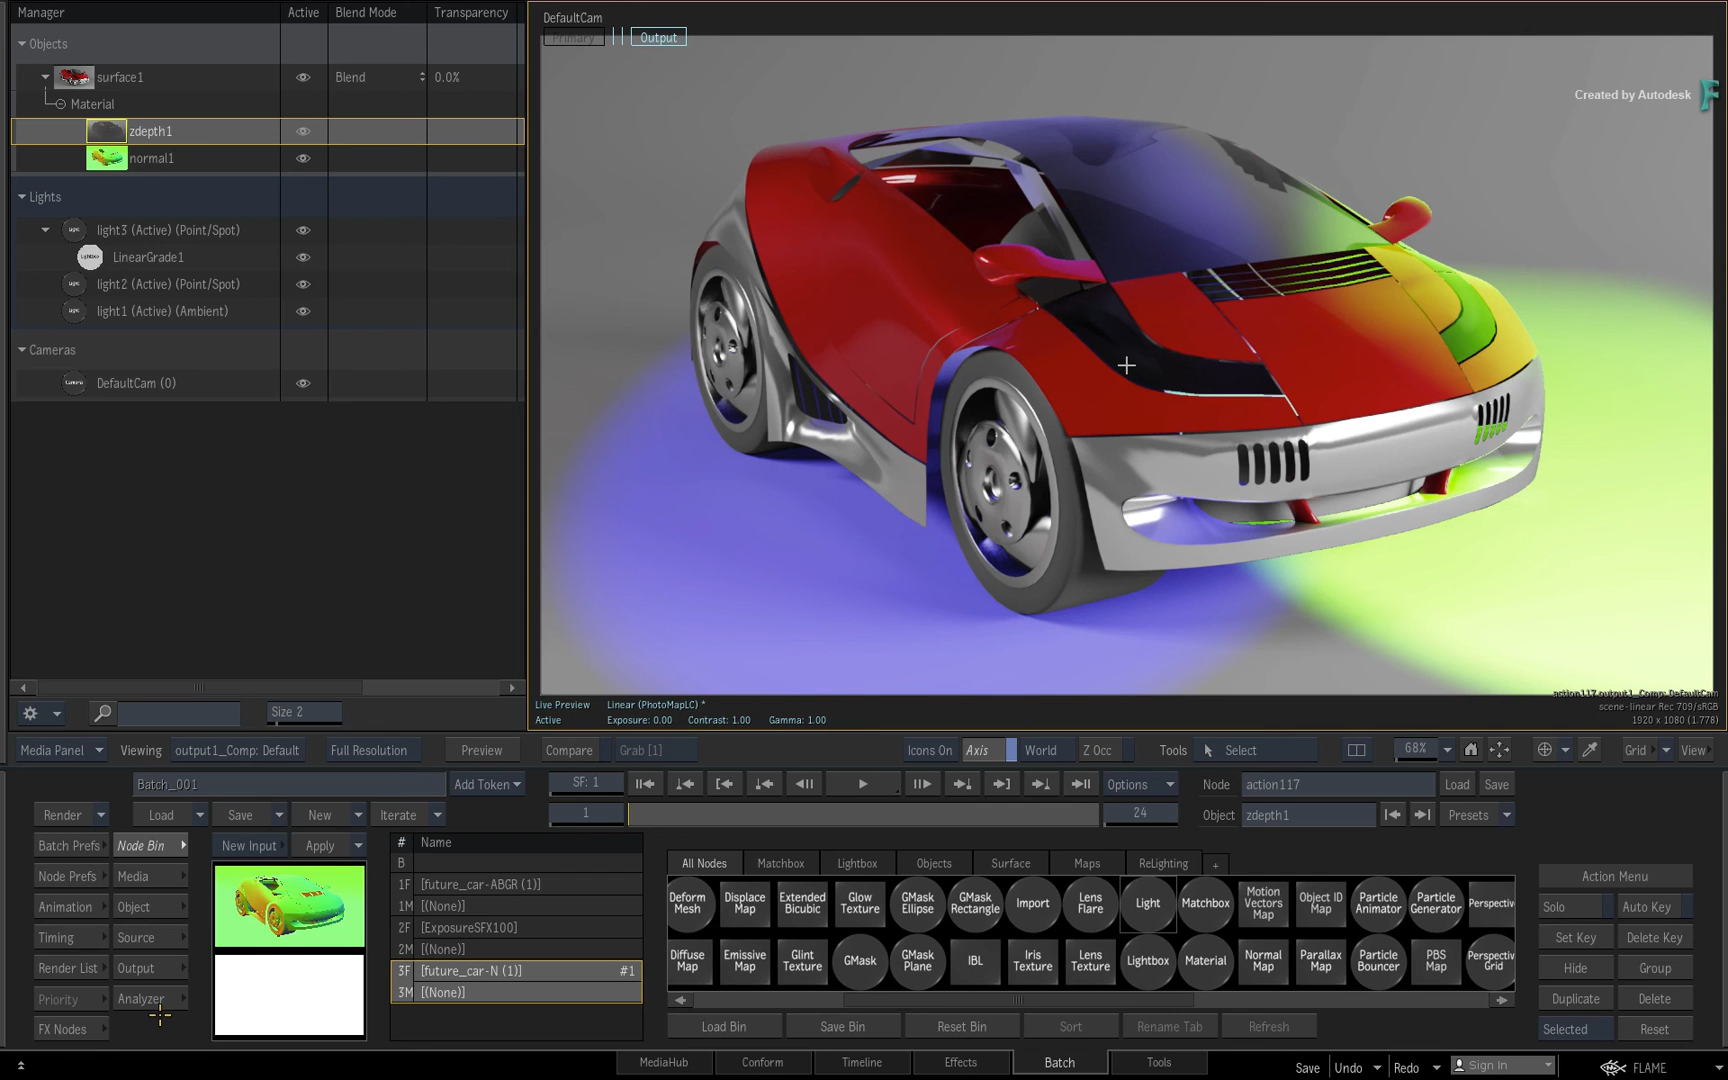 Manager
Active
Blend Mode
Transparency
Objects
surface1
Blend
0.0%
Material
zdepth1
normal1
Lights
light3 (Active) (Point/Spot)
LinearGrade1
light2 (Active) (Point/Spot)
light1 (Active) (Ambient)
Cameras
DefaultCam (0)
Size 2
DefaultCam
Primary
Output
Created by Autodesk
Live Preview
Linear (PhotoMapLC) *
Active
Exposure: 0.00
Contrast: 1.00
Gamma: 1.00
action117.output1_Comp: DefaultCam
scene-linear Rec 709/sRGB
1920 x 1080 (1.778)
Media Panel
Viewing
output1_Comp: Default
Full Resolution
Preview
Compare
Grab [1]
Icons On
Axis
World
Z Occ
Tools
Select
68%
Grid
View
Batch_001
Add Token
SF: 1
Options
Node
action117
Load
Save
Render
Load
Save
New
Iterate
1
24
Object
zdepth1
Presets
Batch Prefs
Node Bin
New Input
Apply
Node Prefs
Media
Animation
Object
Timing
Source
Render List
Output
Priority
Analyzer
FX Nodes
# Name
B
1F [future_car-ABGR (1)]
1M [(None)]
2F [ExposureSFX100]
2M [(None)]
3F [future_car-N (1)] #1
3M [(None)]
All Nodes
Matchbox
Lightbox
Objects
Surface
Maps
ReLighting
+
Deform Mesh
Displace Map
Extended Bicubic
Glow Texture
GMask Ellipse
GMask Rectangle
Import
Lens Flare
Light
Matchbox
Motion Vectors Map
Object ID Map
Particle Animator
Particle Generator
Perspectiv
Diffuse Map
Emissive Map
Glint Texture
GMask
GMask Plane
IBL
Iris Texture
Lens Texture
Lightbox
Material
Normal Map
Parallax Map
Particle Bouncer
PBS Map
Perspectiv Grid
Load Bin
Save Bin
Reset Bin
Sort
Rename Tab
Refresh
Action Menu
Solo
Auto Key
Set Key
Delete Key
Hide
Group
Duplicate
Delete
Selected
Reset
MediaHub
Conform
Timeline
Effects
Batch
Tools
Save
Undo
Redo
Sign In
FLAME